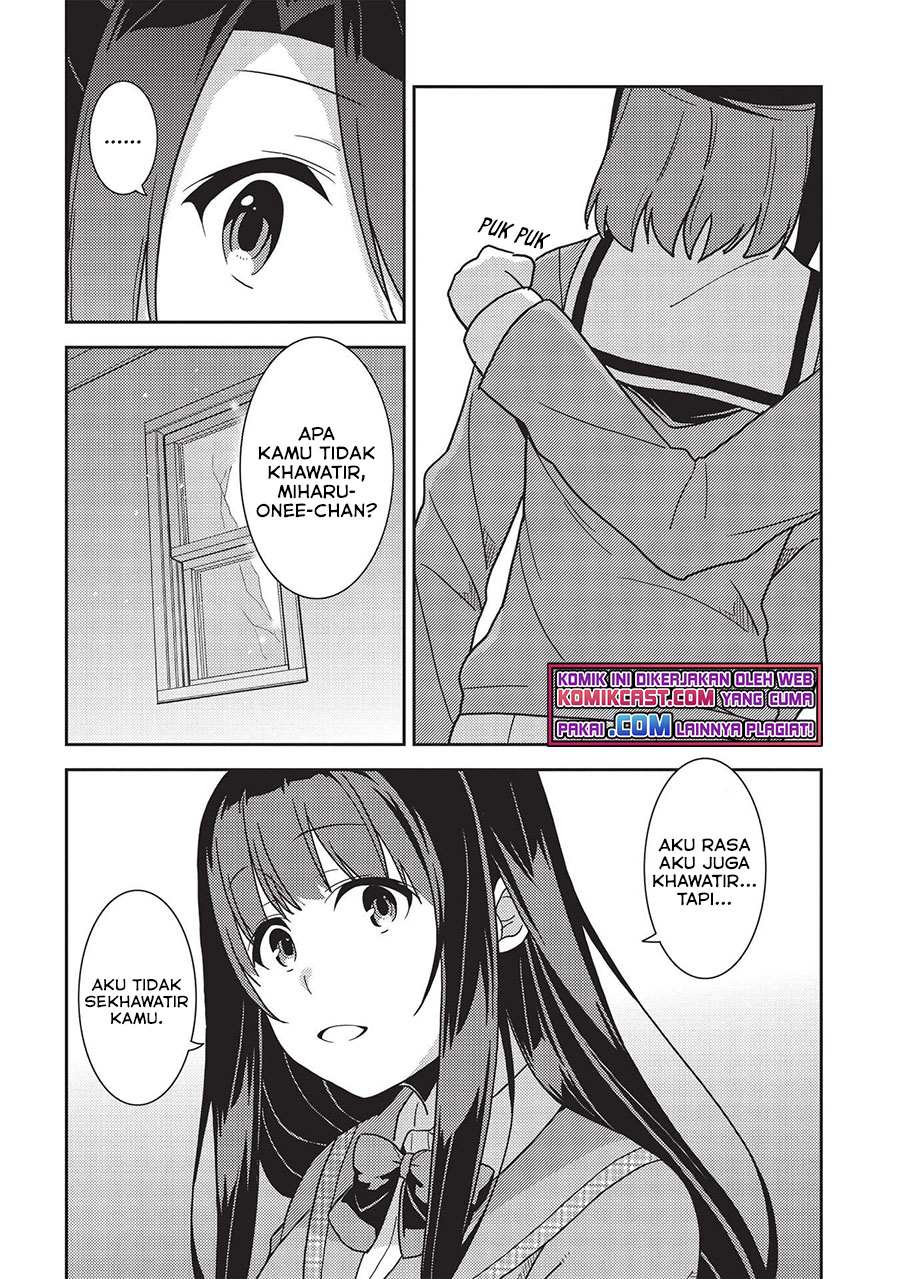 PUK PUK
......
APA
KAMU TIDAK
KHAWATIR,
MIHARU-
ONEE-CHAN?
KOMIK INI DIKERJAKAN OLEH WEB
KOMIKCAST.COM YANG CUMA
PAKAI .COM LAINNYA PLAGIAT!
AKU RASA
AKU JUGA
KHAWATIR...
TAPI...
AKU TIDAK
SEKHAWATIR
KAMU.